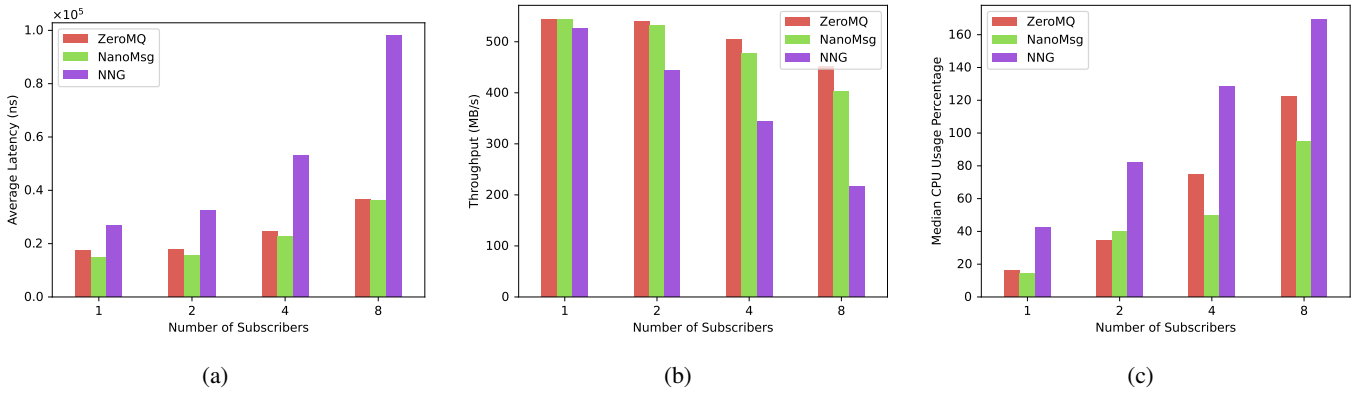 ×10⁵
1.0
0.8
0.6
0.4
0.2
0.0
Average Latency (ns)
ZeroMQ
NanoMsg
NNG
1 2 4 8
Number of Subscribers
(a)
500
400
300
200
100
0
Throughput (MB/s)
ZeroMQ
NanoMsg
NNG
1 2 4 8
Number of Subscribers
(b)
160
140
120
100
80
60
40
20
0
Median CPU Usage Percentage
ZeroMQ
NanoMsg
NNG
1 2 4 8
Number of Subscribers
(c)